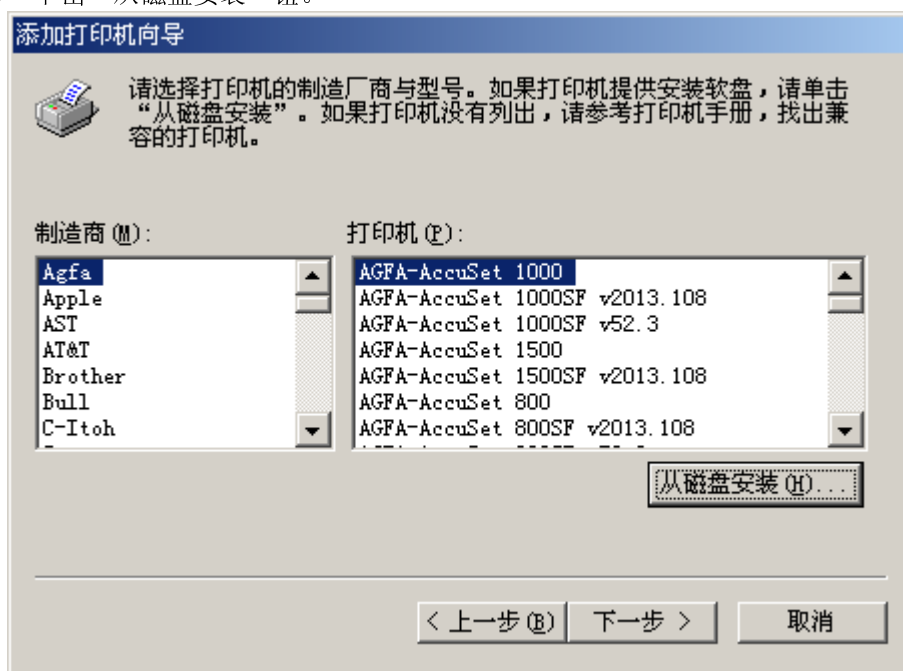 添加打印机向导
请选择打印机的制造厂商与型号。如果打印机提供安装软盘，请单击
“从磁盘安装”。如果打印机没有列出，请参考打印机手册，找出兼
容的打印机。
制造商(M):
打印机(P):
Agfa
Apple
AST
AT&T
Brother
Bull
C-Itoh
AGFA-AccuSet 1000
AGFA-AccuSet 1000SF v2013.108
AGFA-AccuSet 1000SF v52.3
AGFA-AccuSet 1500
AGFA-AccuSet 1500SF v2013.108
AGFA-AccuSet 800
AGFA-AccuSet 800SF v2013.108
从磁盘安装(H)...
< 上一步(B)
下一步 >
取消